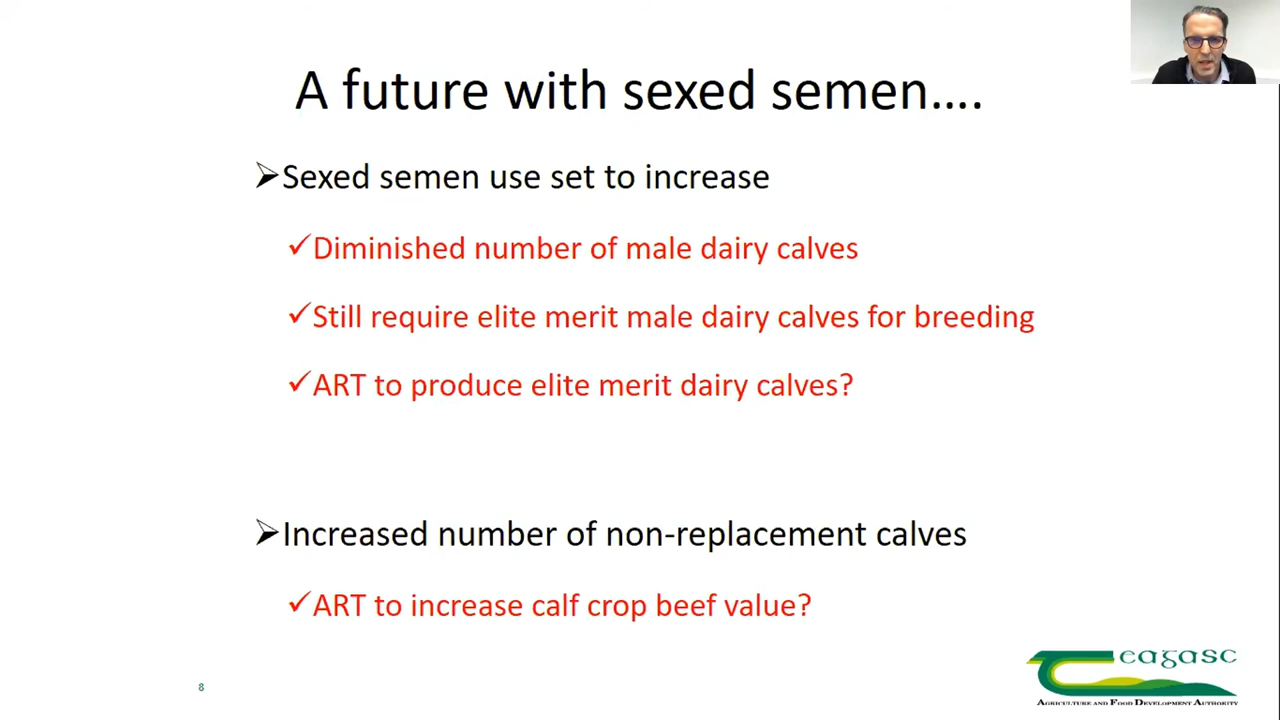 A future with sexed semen....
Sexed semen use set to increase
Diminished number of male dairy calves
Still require elite merit male dairy calves for breeding
ART to produce elite merit dairy calves?
Increased number of non-replacement calves
ART to increase calf crop beef value?
8
Teagasc
AGRICULTURE AND FOOD DEVELOPMENT AUTHORITY